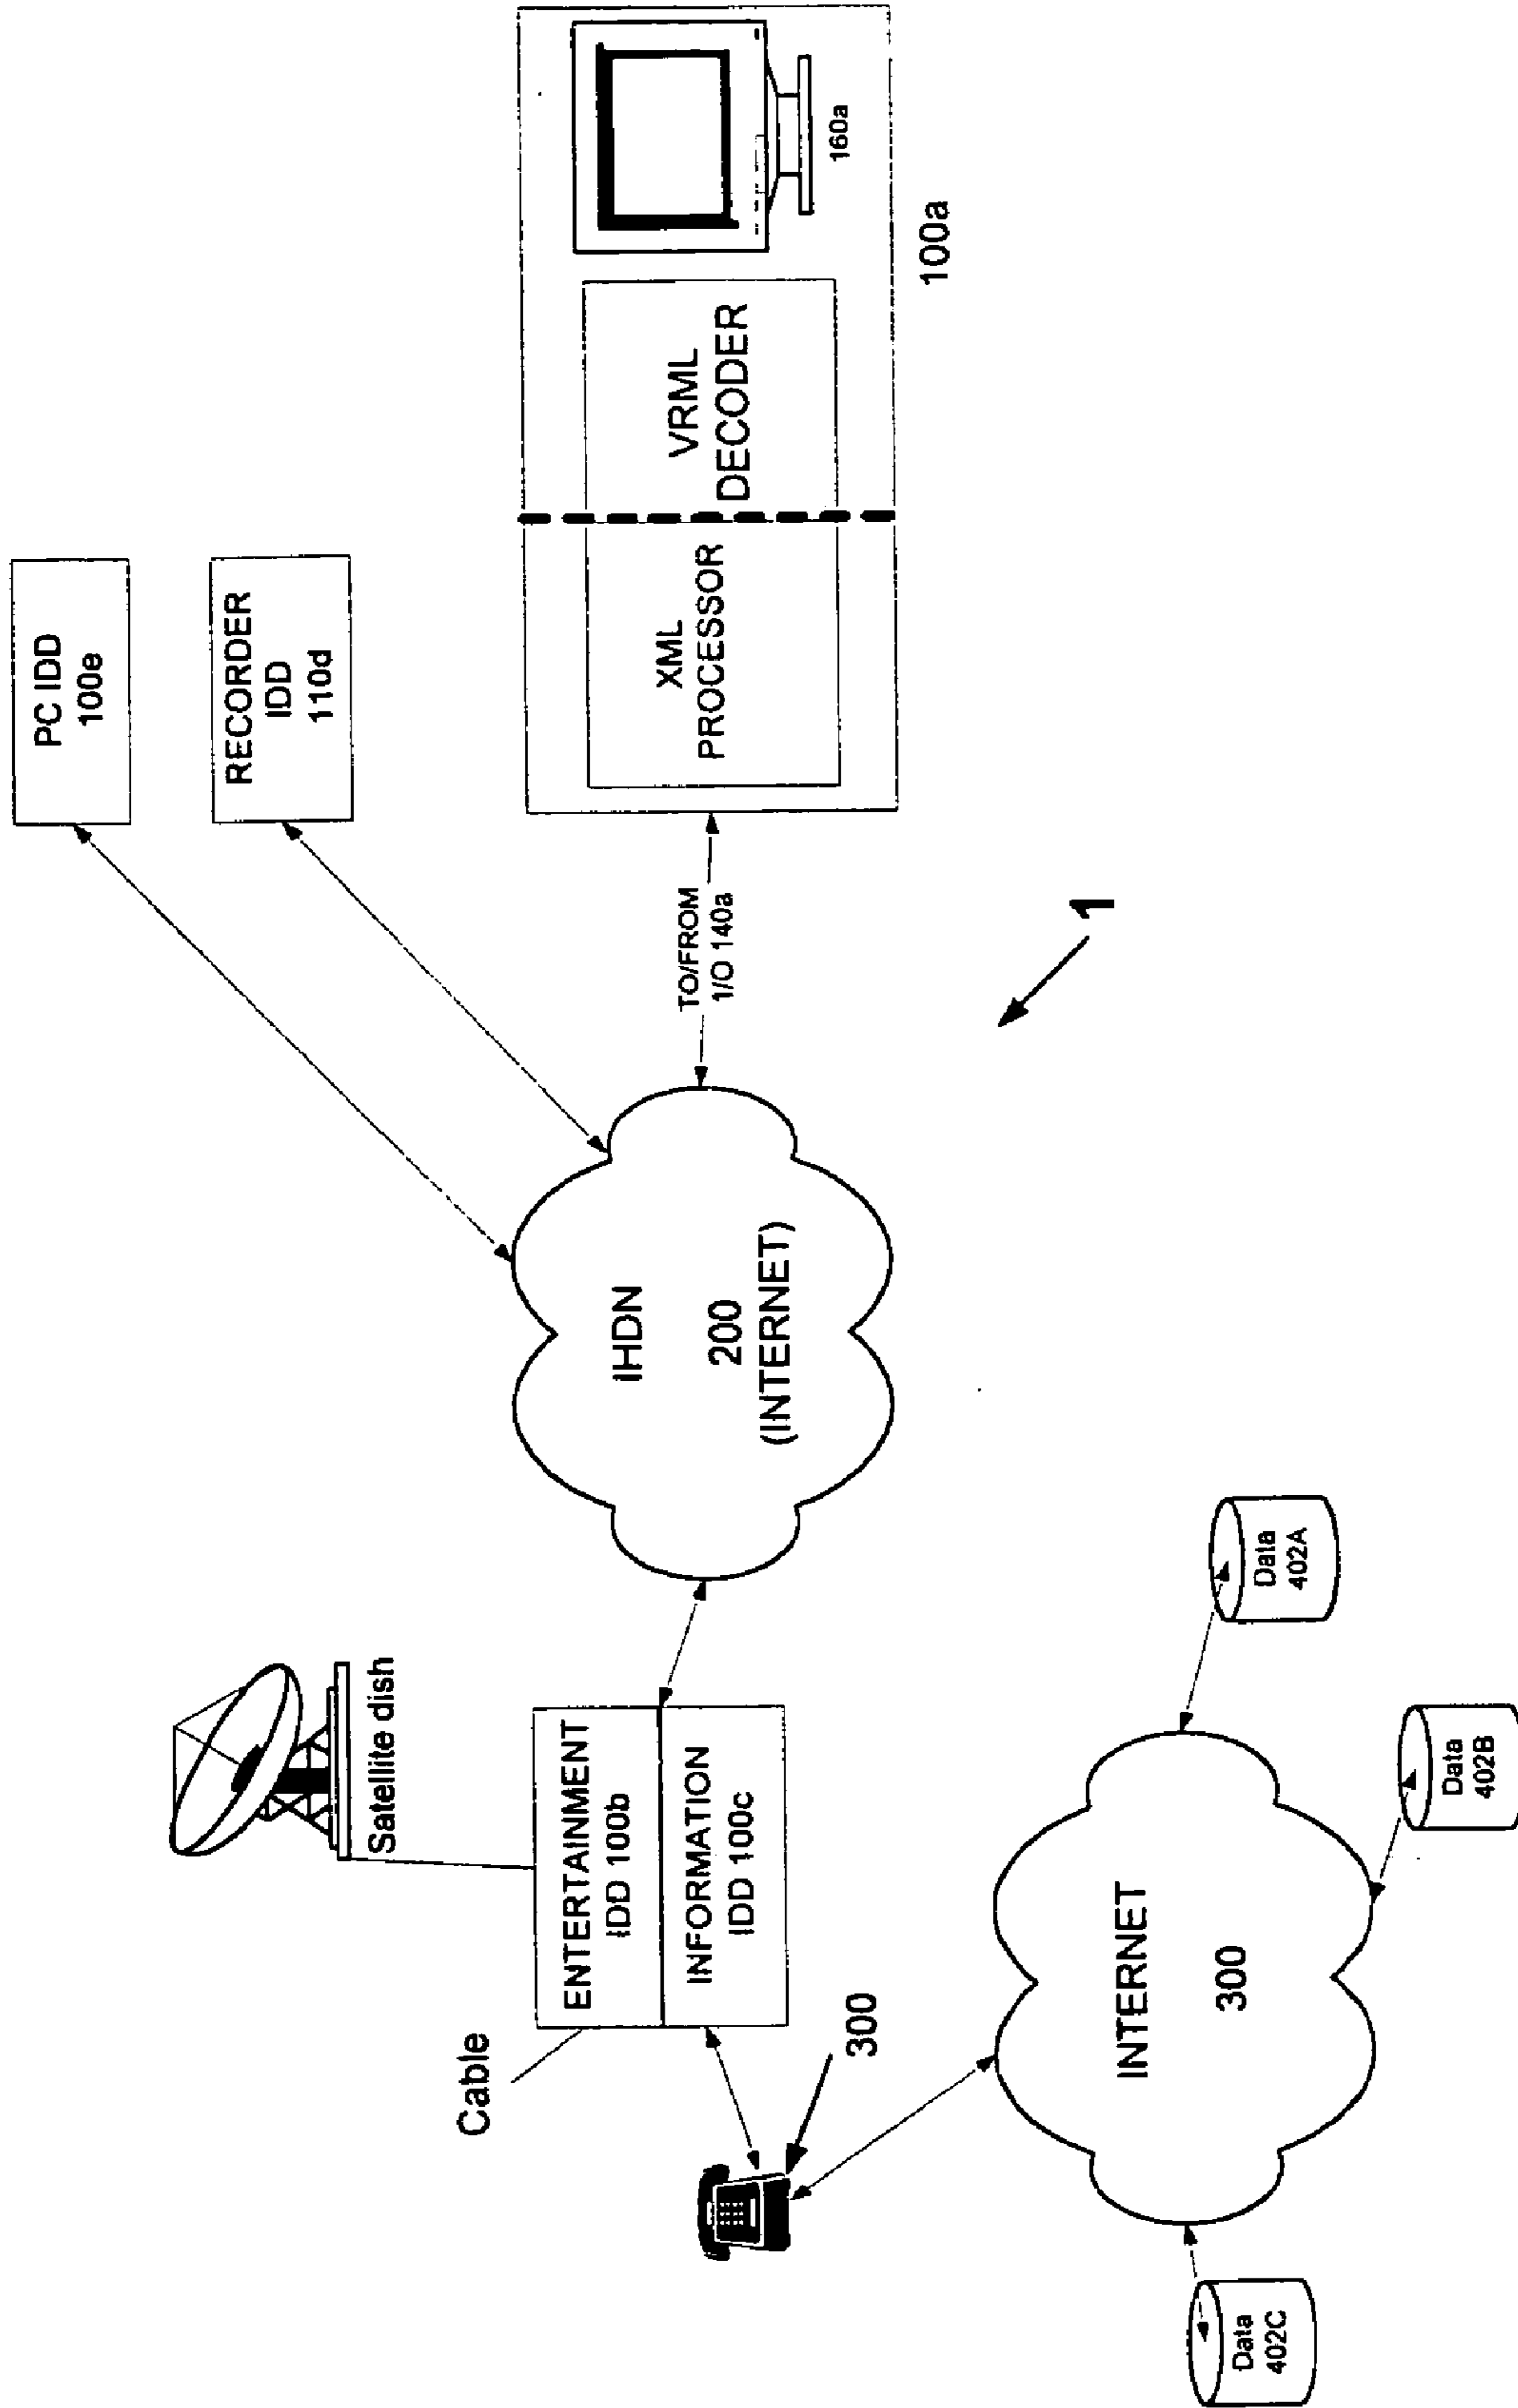 PC IDD
100e
RECORDER
IDD
110d
XML
PROCESSOR
VRML
DECODER
160a
100a
TO/FROM
1/O 140a
1
IHDN
200
(INTERNET)
Satellite dish
ENTERTAINMENT
IDD 100b
INFORMATION
IDD 100c
Cable
300
INTERNET
300
Data
402A
Data
402B
Data
402C